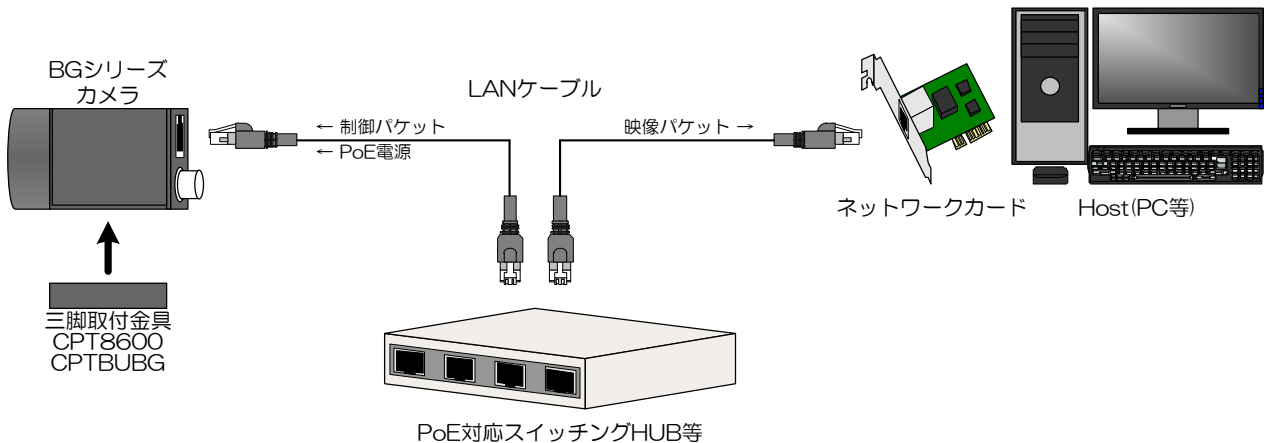 BGシリーズ
カメラ
LANケーブル
← 制御パケット
← PoE電源
映像パケット →
ネットワークカード
Host(PC等)
三脚取付金具
CPT8600
CPTBUBG
PoE対応スイッチングHUB等